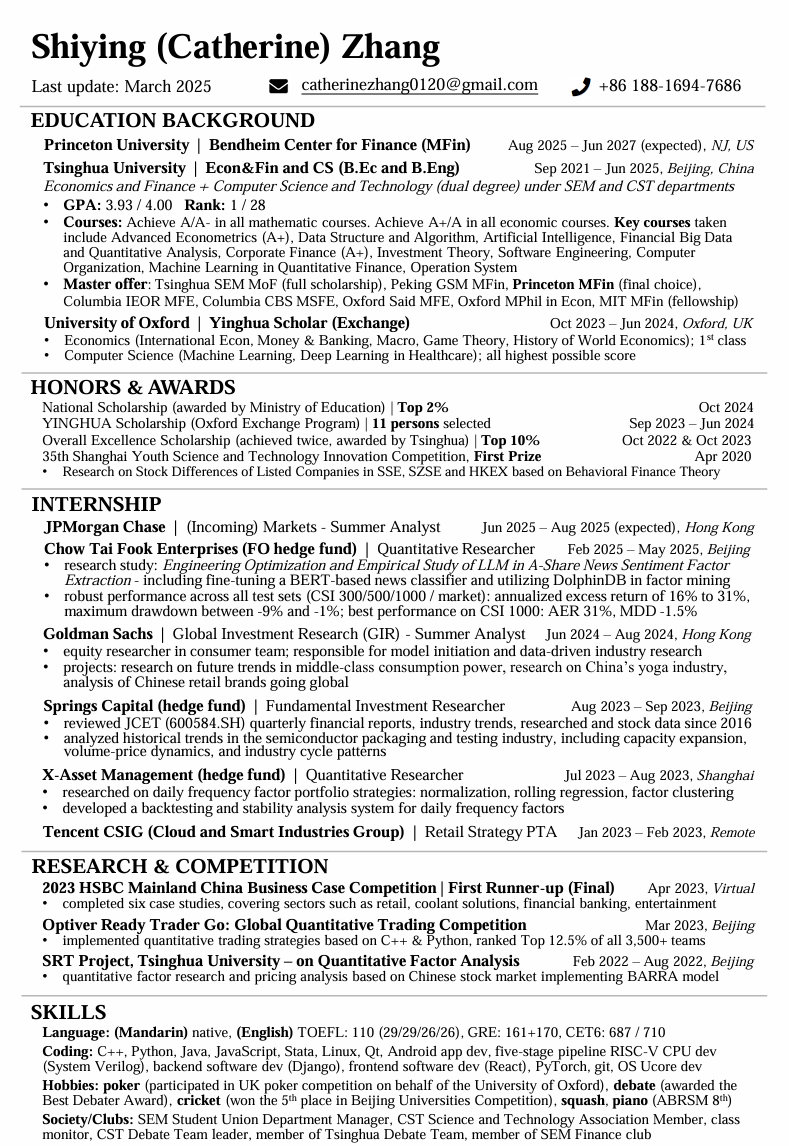 Shiying (Catherine) Zhang
Last update: March 2025 catherinezhang0120@gmail.com +86 188-1694-7686
EDUCATION BACKGROUND
Princeton University | Bendheim Center for Finance (MFin) Aug 2025 – Jun 2027 (expected), NJ, US
Tsinghua University | Econ&Fin and CS (B.Ec and B.Eng) Sep 2021 – Jun 2025, Beijing, China
Economics and Finance + Computer Science and Technology (dual degree) under SEM and CST departments
• GPA: 3.93 / 4.00 Rank: 1 / 28
• Courses: Achieve A/A- in all mathematic courses. Achieve A+/A in all economic courses. Key courses taken
include Advanced Econometrics (A+), Data Structure and Algorithm, Artificial Intelligence, Financial Big Data
and Quantitative Analysis, Corporate Finance (A+), Investment Theory, Software Engineering, Computer
Organization, Machine Learning in Quantitative Finance, Operation System
• Master offer: Tsinghua SEM MoF (full scholarship), Peking GSM MFin, Princeton MFin (final choice),
Columbia IEOR MFE, Columbia CBS MSFE, Oxford Said MFE, Oxford MPhil in Econ, MIT MFin (fellowship)
University of Oxford | Yinghua Scholar (Exchange) Oct 2023 – Jun 2024, Oxford, UK
• Economics (International Econ, Money & Banking, Macro, Game Theory, History of World Economics); 1st class
• Computer Science (Machine Learning, Deep Learning in Healthcare); all highest possible score
HONORS & AWARDS
National Scholarship (awarded by Ministry of Education) | Top 2% Oct 2024
YINGHUA Scholarship (Oxford Exchange Program) | 11 persons selected Sep 2023 – Jun 2024
Overall Excellence Scholarship (achieved twice, awarded by Tsinghua) | Top 10% Oct 2022 & Oct 2023
35th Shanghai Youth Science and Technology Innovation Competition, First Prize Apr 2020
• Research on Stock Differences of Listed Companies in SSE, SZSE and HKEX based on Behavioral Finance Theory
INTERNSHIP
JPMorgan Chase | (Incoming) Markets - Summer Analyst Jun 2025 – Aug 2025 (expected), Hong Kong
Chow Tai Fook Enterprises (FO hedge fund) | Quantitative Researcher Feb 2025 – May 2025, Beijing
• research study: Engineering Optimization and Empirical Study of LLM in A-Share News Sentiment Factor
Extraction - including fine-tuning a BERT-based news classifier and utilizing DolphinDB in factor mining
• robust performance across all test sets (CSI 300/500/1000 / market): annualized excess return of 16% to 31%,
maximum drawdown between -9% and -1%; best performance on CSI 1000: AER 31%, MDD -1.5%
Goldman Sachs | Global Investment Research (GIR) - Summer Analyst Jun 2024 – Aug 2024, Hong Kong
• equity researcher in consumer team; responsible for model initiation and data-driven industry research
• projects: research on future trends in middle-class consumption power, research on China's yoga industry,
analysis of Chinese retail brands going global
Springs Capital (hedge fund) | Fundamental Investment Researcher Aug 2023 – Sep 2023, Beijing
• reviewed JCET (600584.SH) quarterly financial reports, industry trends, researched and stock data since 2016
• analyzed historical trends in the semiconductor packaging and testing industry, including capacity expansion,
volume-price dynamics, and industry cycle patterns
X-Asset Management (hedge fund) | Quantitative Researcher Jul 2023 – Aug 2023, Shanghai
• researched on daily frequency factor portfolio strategies: normalization, rolling regression, factor clustering
• developed a backtesting and stability analysis system for daily frequency factors
Tencent CSIG (Cloud and Smart Industries Group) | Retail Strategy PTA Jan 2023 – Feb 2023, Remote
RESEARCH & COMPETITION
2023 HSBC Mainland China Business Case Competition | First Runner-up (Final) Apr 2023, Virtual
• completed six case studies, covering sectors such as retail, coolant solutions, financial banking, entertainment
Optiver Ready Trader Go: Global Quantitative Trading Competition Mar 2023, Beijing
• implemented quantitative trading strategies based on C++ & Python, ranked Top 12.5% of all 3,500+ teams
SRT Project, Tsinghua University – on Quantitative Factor Analysis Feb 2022 – Aug 2022, Beijing
• quantitative factor research and pricing analysis based on Chinese stock market implementing BARRA model
SKILLS
Language: (Mandarin) native, (English) TOEFL: 110 (29/29/26/26), GRE: 161+170, CET6: 687 / 710
Coding: C++, Python, Java, JavaScript, Stata, Linux, Qt, Android app dev, five-stage pipeline RISC-V CPU dev
(System Verilog), backend software dev (Django), frontend software dev (React), PyTorch, git, OS Ucore dev
Hobbies: poker (participated in UK poker competition on behalf of the University of Oxford), debate (awarded the
Best Debater Award), cricket (won the 5th place in Beijing Universities Competition), squash, piano (ABRSM 8th)
Society/Clubs: SEM Student Union Department Manager, CST Science and Technology Association Member, class
monitor, CST Debate Team leader, member of Tsinghua Debate Team, member of SEM Finance club